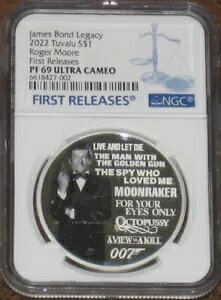 James Bond Legacy
2022 Tuvalu S$1
Roger Moore
First Releases
PF 69 ULTRA CAMEO
6618427-002
FIRST RELEASES
NGC
LIVE AND LET DIE
THE MAN WITH
THE GOLDEN GUN
THE SPY WHO
LOVED ME
MOONRAKER
FOR YOUR
EYES ONLY
OCTOPUSSY
A VIEW TO A KILL
007